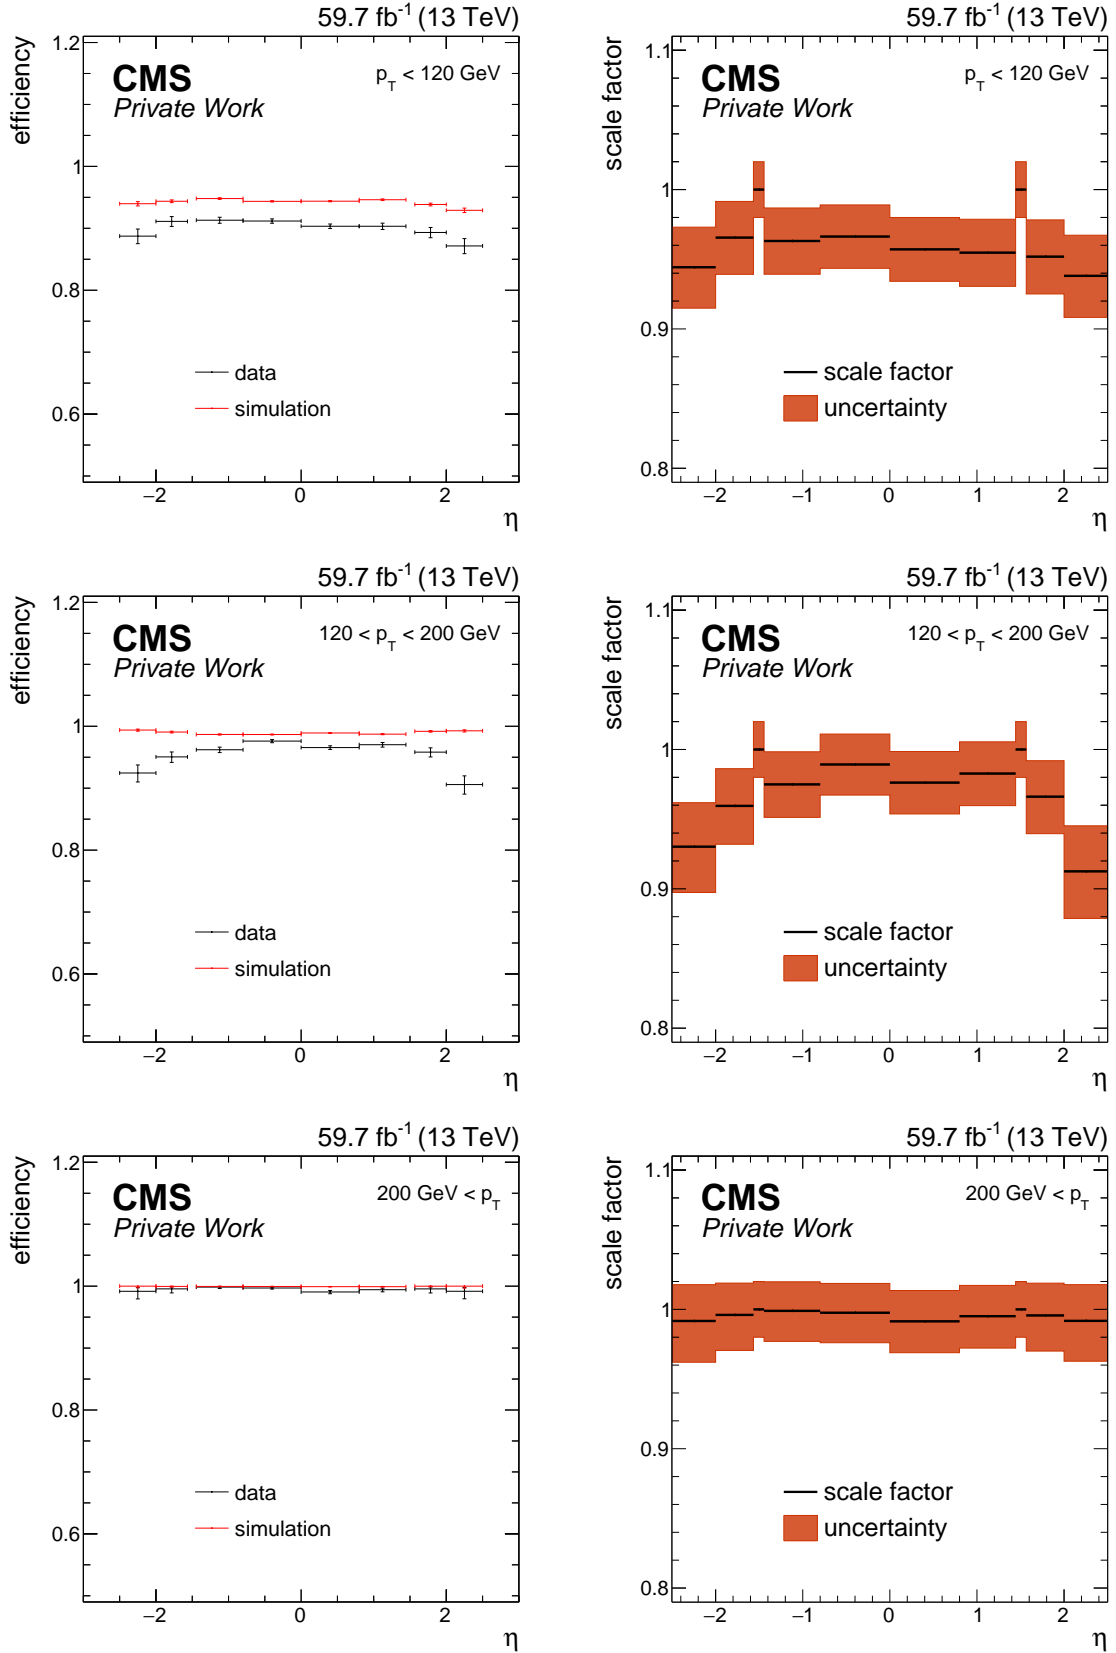 59.7 fb⁻¹ (13 TeV)
efficiency
CMS
Private Work
p_T < 120 GeV
1.2
1
0.8
0.6
data
simulation
−2 0 2
η
59.7 fb⁻¹ (13 TeV)
scale factor
CMS
Private Work
p_T < 120 GeV
1.1
1
0.9
0.8
scale factor
uncertainty
−2 −1 0 1 2
η
59.7 fb⁻¹ (13 TeV)
efficiency
CMS
Private Work
120 < p_T < 200 GeV
1.2
1
0.8
0.6
data
simulation
−2 0 2
η
59.7 fb⁻¹ (13 TeV)
scale factor
CMS
Private Work
120 < p_T < 200 GeV
1.1
1
0.9
0.8
scale factor
uncertainty
−2 −1 0 1 2
η
59.7 fb⁻¹ (13 TeV)
efficiency
CMS
Private Work
200 GeV < p_T
1.2
1
0.8
0.6
data
simulation
−2 0 2
η
59.7 fb⁻¹ (13 TeV)
scale factor
CMS
Private Work
200 GeV < p_T
1.1
1
0.9
0.8
scale factor
uncertainty
−2 −1 0 1 2
η